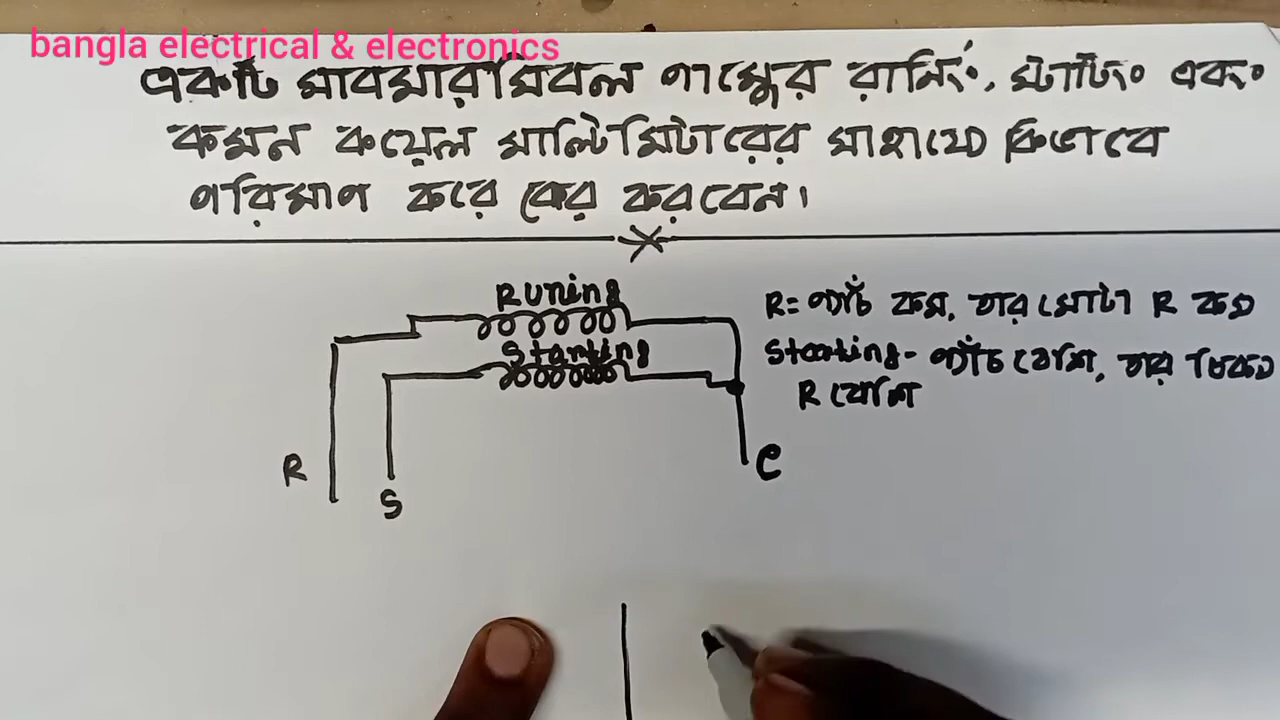 bangla electrical & electronics
একটি সাবমারসিবল পাম্পের রানিং, স্টার্টিং এবং
কমন কয়েল মাল্টিমিটারের সাহায্যে কিভাবে
পরিমাপ করে বের করবেন।
Runing
R= প্যাঁচ কম, তার মোটা R কম
Starting
Starting - প্যাঁচ বেশি, তার চিকন
R বেশি
R
S
C